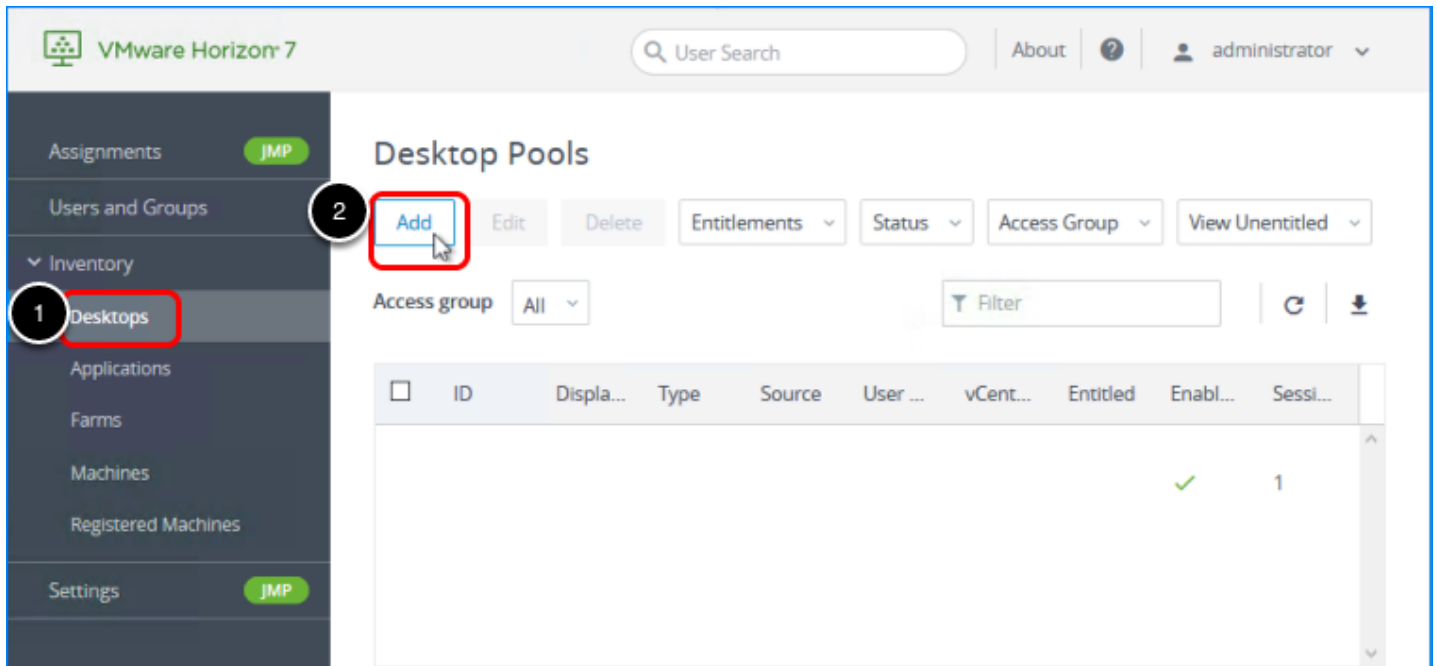 VMware Horizon® 7
User Search
About
?
administrator
Assignments
JMP
Users and Groups
Inventory
1
Desktops
Applications
Farms
Machines
Registered Machines
Settings
JMP
Desktop Pools
2
Add
Edit
Delete
Entitlements
Status
Access Group
View Unentitled
Access group
All
Filter
ID Displa... Type Source User ... vCent... Entitled Enabl... Sessi...
1